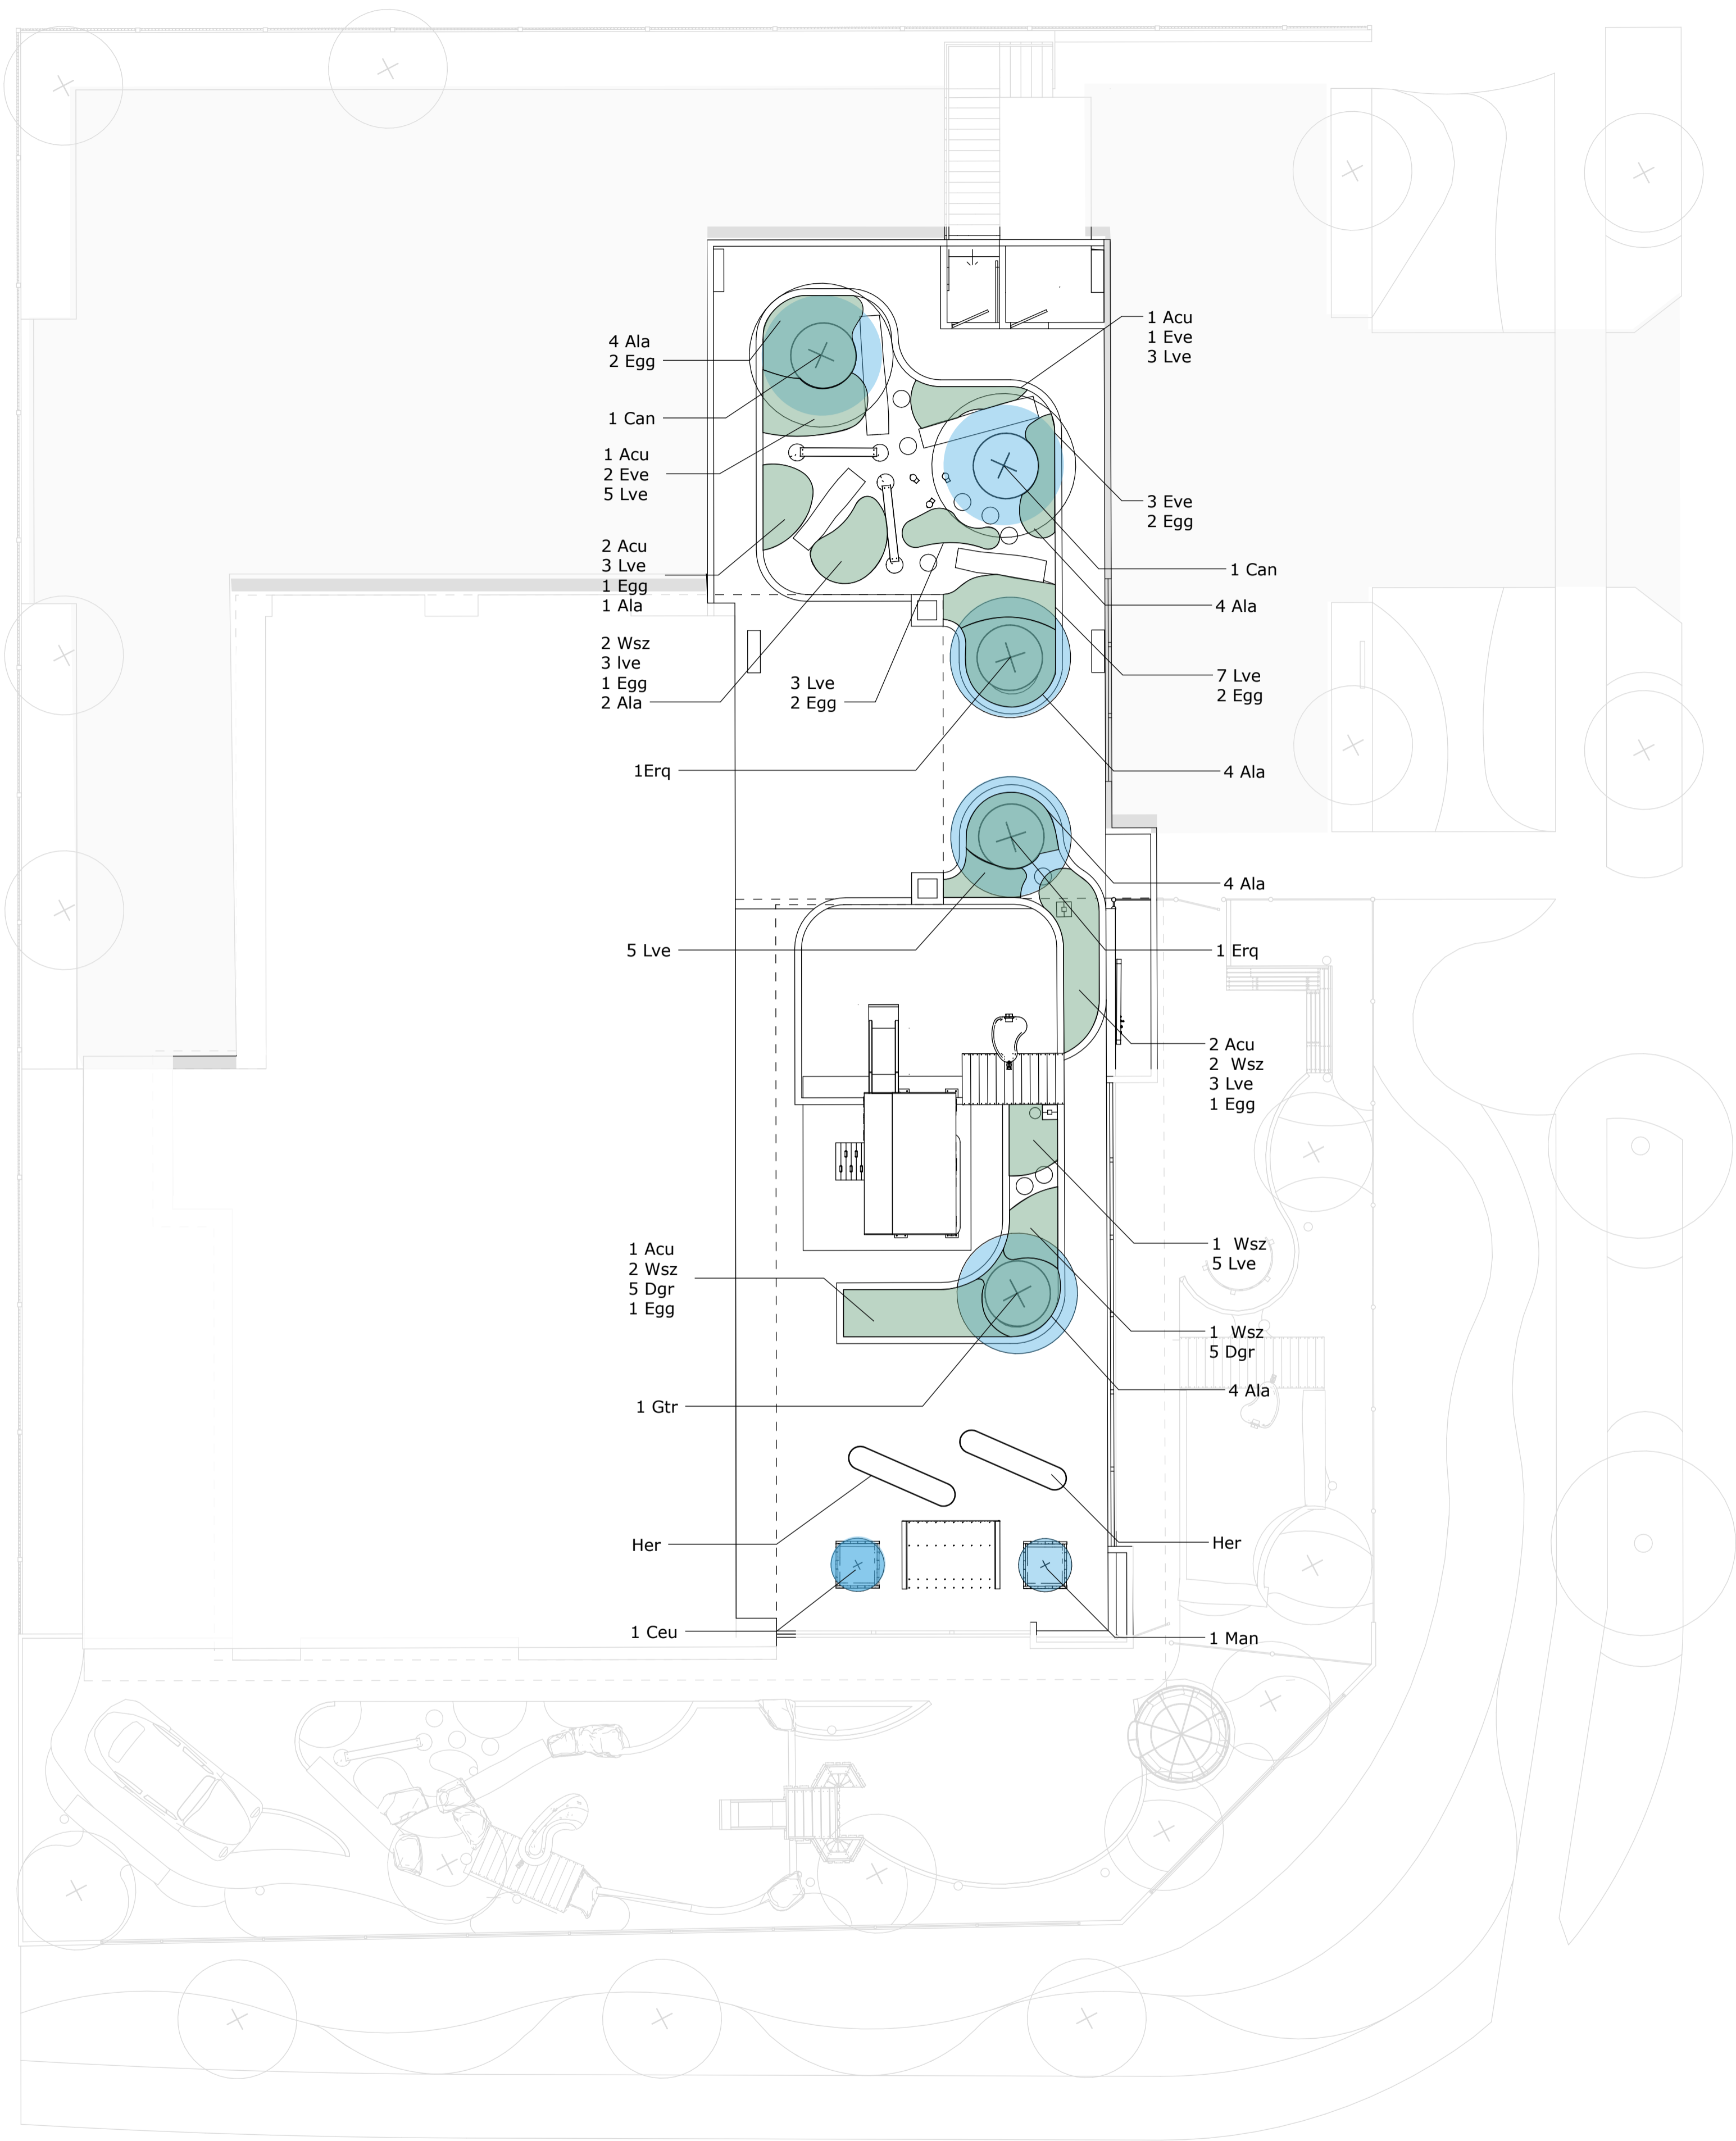 1 Acu
1 Eve
3 Lve
4 Ala
2 Egg
1 Can
1 Acu
2 Eve
5 Lve
3 Eve
2 Egg
2 Acu
3 Lve
1 Egg
1 Ala
1 Can
4 Ala
2 Wsz
3 lve
1 Egg
2 Ala
3 Lve
2 Egg
7 Lve
2 Egg
1Erq
4 Ala
4 Ala
5 Lve
1 Erq
2 Acu
2 Wsz
3 Lve
1 Egg
1 Wsz
5 Lve
1 Acu
2 Wsz
5 Dgr
1 Egg
1 Wsz
5 Dgr
4 Ala
1 Gtr
Her
Her
1 Ceu
1 Man